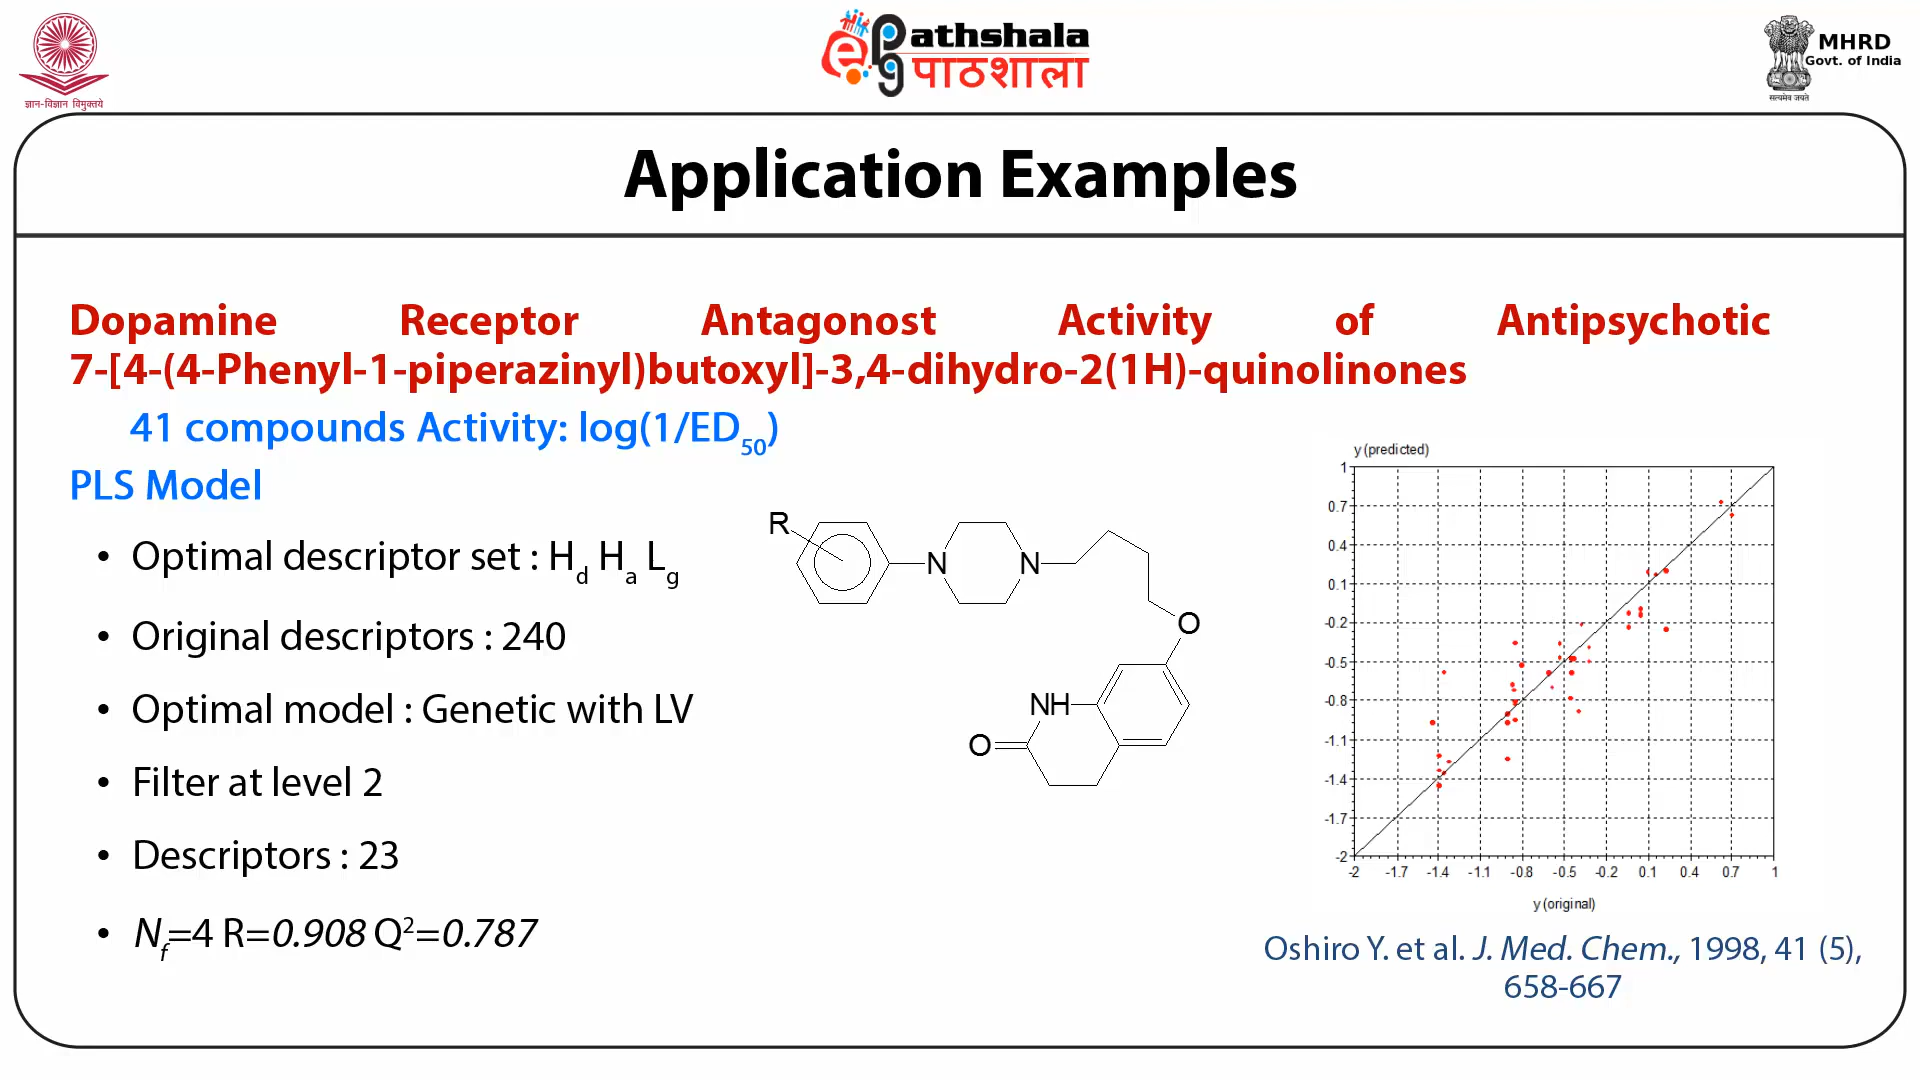 ज्ञान-विज्ञान विमुक्तये
ePathshala
पाठशाला
MHRD
Govt. of India
सत्यमेव जयते
Application Examples
Dopamine Receptor Antagonost Activity of Antipsychotic
7-[4-(4-Phenyl-1-piperazinyl)butoxyl]-3,4-dihydro-2(1H)-quinolinones
41 compounds Activity: log(1/ED50)
PLS Model
• Optimal descriptor set : Hd Ha Lg
• Original descriptors : 240
• Optimal model : Genetic with LV
• Filter at level 2
• Descriptors : 23
• Nf=4 R=0.908 Q²=0.787
R
N
N
O
NH
O
y (predicted)
1
0.7
0.4
0.1
-0.2
-0.5
-0.8
-1.1
-1.4
-1.7
-2
-2 -1.7 -1.4 -1.1 -0.8 -0.5 -0.2 0.1 0.4 0.7 1
y (original)
Oshiro Y. et al. J. Med. Chem., 1998, 41 (5),
658-667